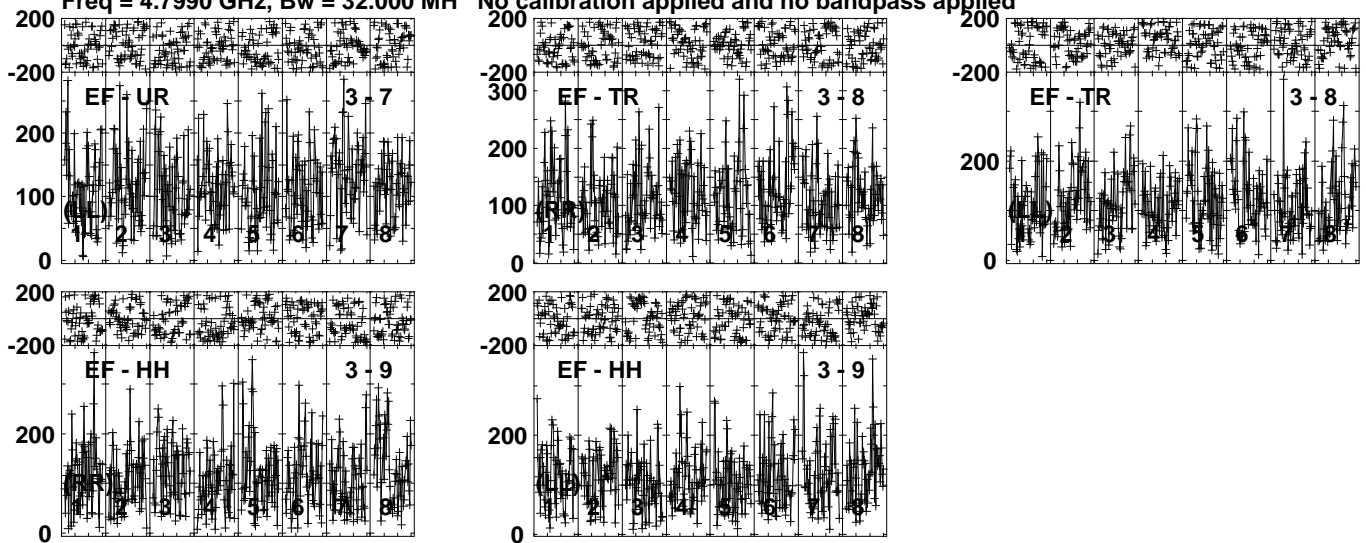 Freq = 4.7990 GHz, Bw = 32.000 MH No calibration applied and no bandpass applied
200
-200
EF - UR 3 - 7
200
100
0
(LL)
1 2 3 4 5 6 7 8
200
-200
EF - TR 3 - 8
300
200
100
0
(RR)
1 2 3 4 5 6 7 8
200
-200
EF - TR 3 - 8
200
0
(LL)
1 2 3 4 5 6 7 8
200
-200
EF - HH 3 - 9
200
0
(RR)
1 2 3 4 5 6 7 8
200
-200
EF - HH 3 - 9
200
0
(LL)
1 2 3 4 5 6 7 8